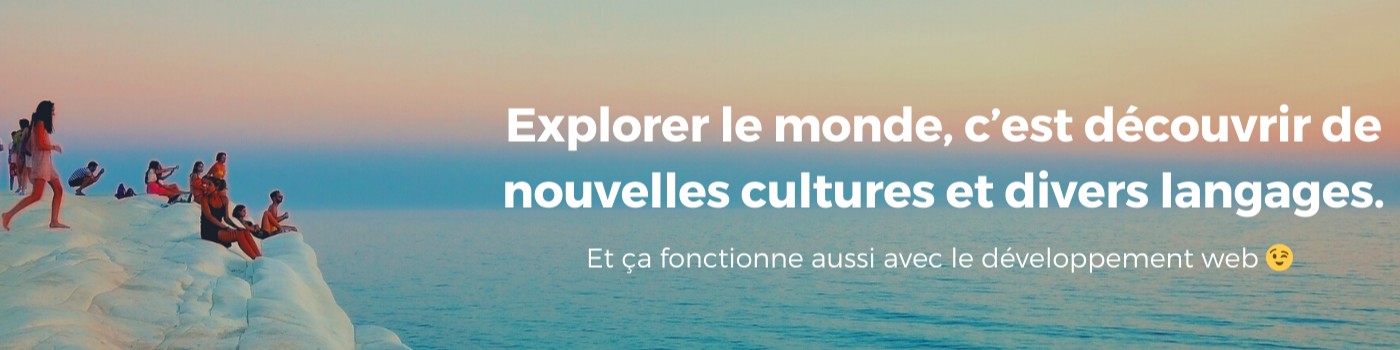 Explorer le monde, c’est découvrir de
nouvelles cultures et divers langages.
Et ça fonctionne aussi avec le développement web 😉